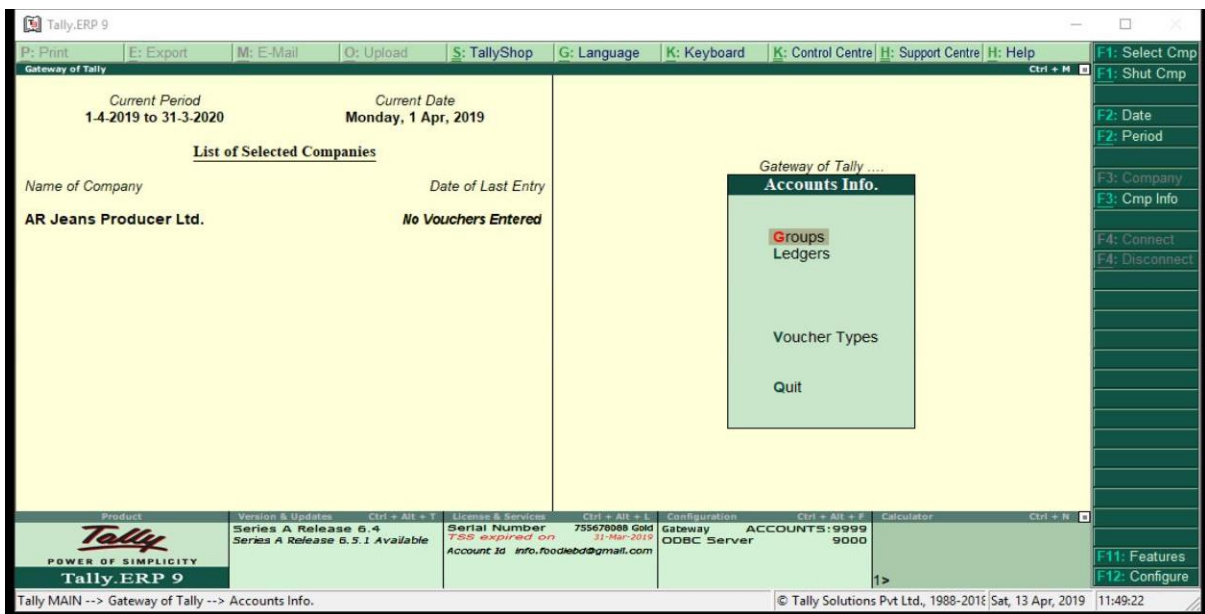 Tally.ERP 9
P: Print E: Export M: E-Mail O: Upload S: TallyShop G: Language K: Keyboard K: Control Centre H: Support Centre H: Help
Gateway of Tally Ctrl + M
Current Period Current Date
1-4-2019 to 31-3-2020 Monday, 1 Apr, 2019
List of Selected Companies
Name of Company Date of Last Entry
AR Jeans Producer Ltd. No Vouchers Entered
Gateway of Tally ....
Accounts Info.
Groups
Ledgers
Voucher Types
Quit
F1: Select Cmp
F1: Shut Cmp
F2: Date
F2: Period
F3: Company
F3: Cmp Info
F4: Connect
F4: Disconnect
F11: Features
F12: Configure
Product
Tally
POWER OF SIMPLICITY
Tally.ERP 9
Version & Updates Ctrl + Alt + T
Series A Release 6.4
Series A Release 6.5.1 Available
License & Services Ctrl + Alt + L
Serial Number 755678088 Gold
TSS expired on 31-Mar-2019
Account Id info.foodiebd@gmail.com
Configuration Ctrl + Alt + F
Gateway ACCOUNTS:9999
ODBC Server 9000
Calculator Ctrl + N
1>
Tally MAIN --> Gateway of Tally --> Accounts Info. © Tally Solutions Pvt Ltd., 1988-2018 Sat, 13 Apr, 2019 11:49:22